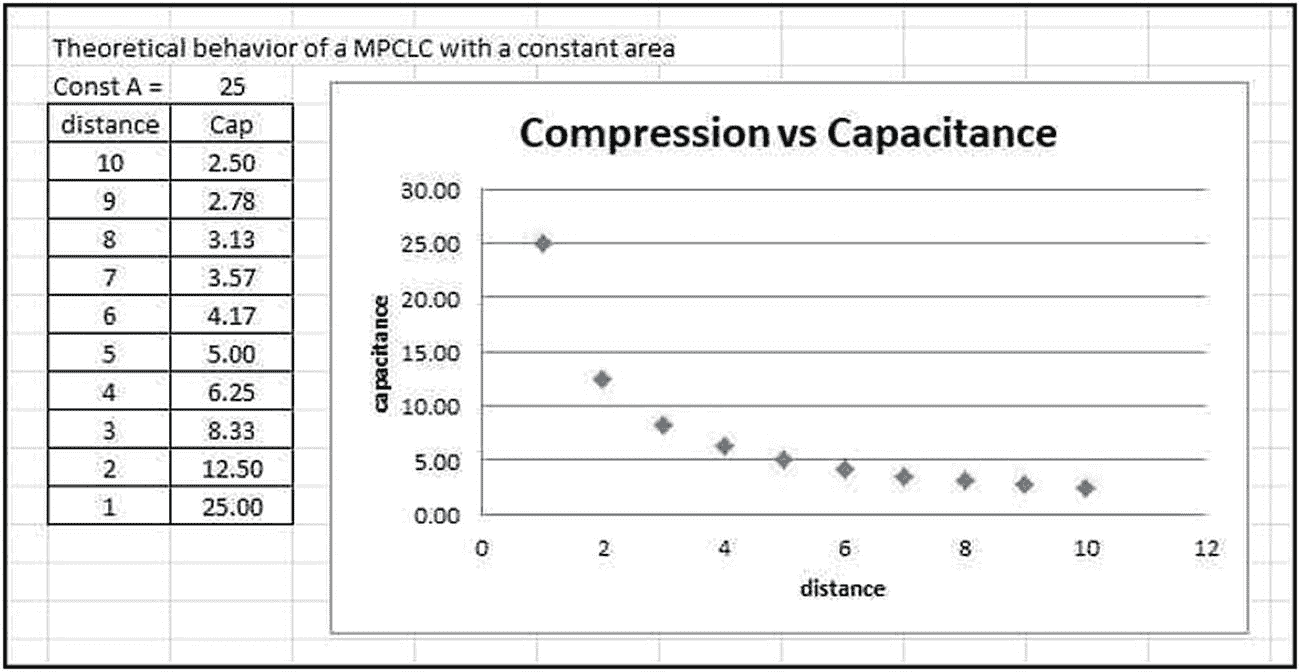 Theoretical behavior of a MPCLC with a constant area
Const A = 25
distance Cap
10 2.50
9 2.78
8 3.13
7 3.57
6 4.17
5 5.00
4 6.25
3 8.33
2 12.50
1 25.00
Compression vs Capacitance
30.00
25.00
20.00
15.00
10.00
5.00
0.00
capacitance
0 2 4 6 8 10 12
distance